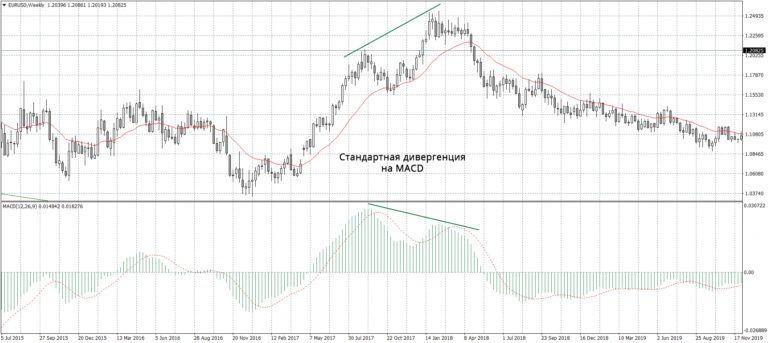 EURUSD,Weekly 1.20396 1.20861 1.20193 1.20825
1.24935
1.22595
1.20825
1.20255
1.17870
1.15530
1.13145
1.10805
1.08465
1.06080
1.03740
Стандартная дивергенция
на MACD
MACD(12,26,9) 0.014842 0.018276
0.030722
0.00
-0.026889
5 Jul 2015
27 Sep 2015
20 Dec 2015
13 Mar 2016
5 Jun 2016
28 Aug 2016
20 Nov 2016
12 Feb 2017
7 May 2017
30 Jul 2017
22 Oct 2017
14 Jan 2018
8 Apr 2018
1 Jul 2018
23 Sep 2018
16 Dec 2018
10 Mar 2019
2 Jun 2019
25 Aug 2019
17 Nov 2019